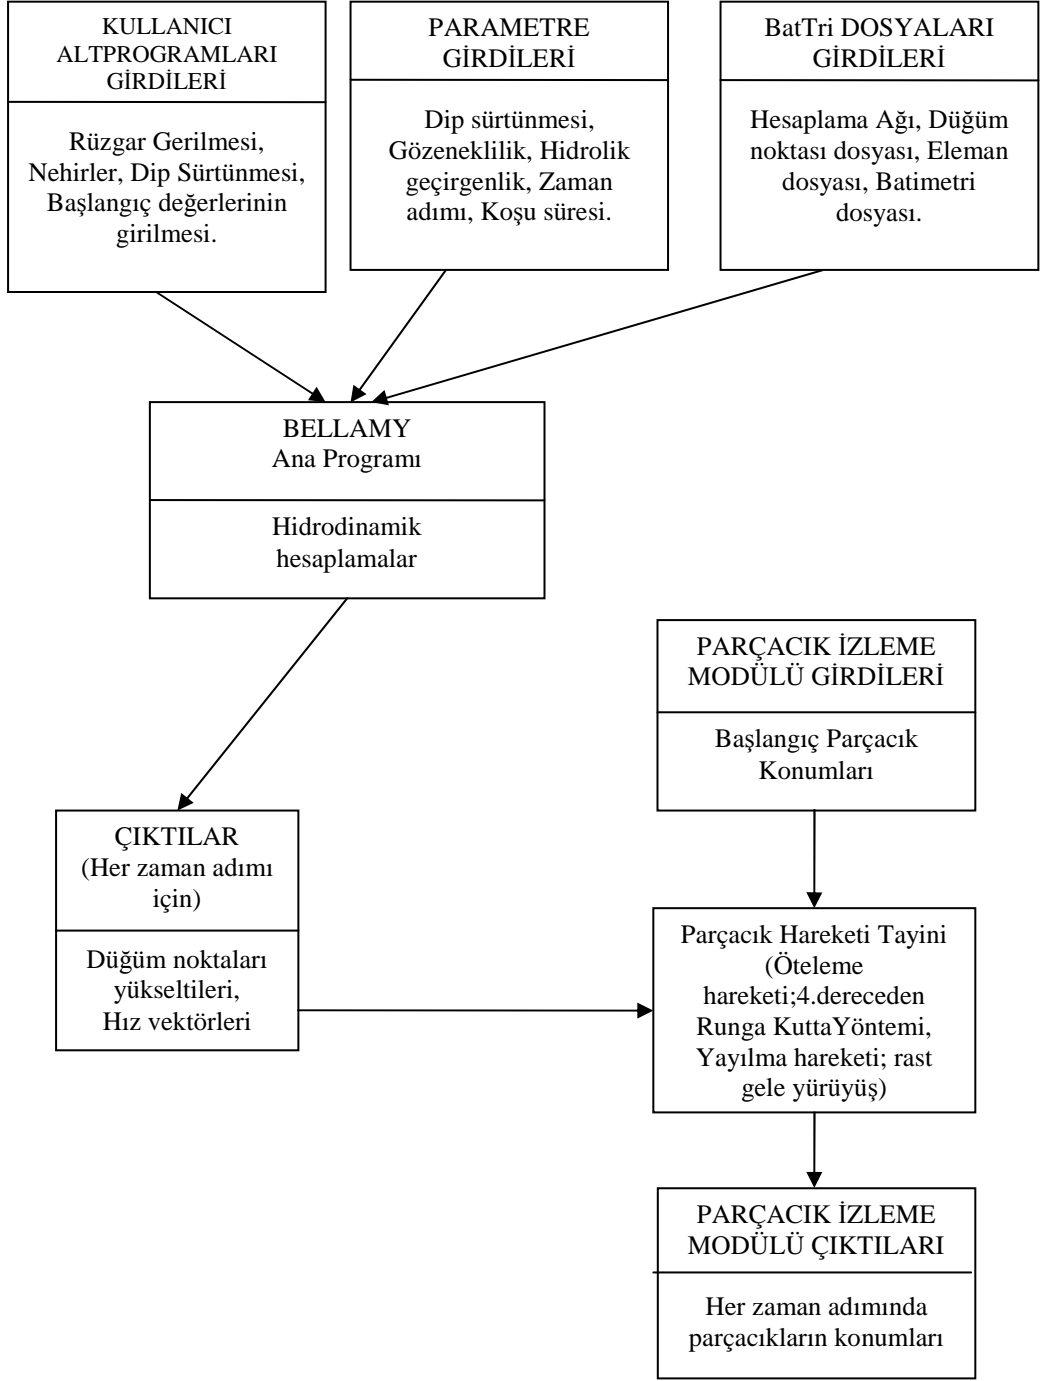 KULLANICI
ALTPROGRAMLARI
GİRDİLERİ
Rüzgar Gerilmesi,
Nehirler, Dip Sürtünmesi,
Başlangıç değerlerinin
girilmesi.
PARAMETRE
GİRDİLERİ
Dip sürtünmesi,
Gözeneklilik, Hidrolik
geçirgenlik, Zaman
adımı, Koşu süresi.
BatTri DOSYALARI
GİRDİLERİ
Hesaplama Ağı, Düğüm
noktası dosyası, Eleman
dosyası, Batimetri
dosyası.
BELLAMY
Ana Programı
Hidrodinamik
hesaplamalar
PARÇACIK İZLEME
MODÜLÜ GİRDİLERİ
Başlangıç Parçacık
Konumları
ÇIKTILAR
(Her zaman adımı
için)
Düğüm noktaları
yükseltileri,
Hız vektörleri
Parçacık Hareketi Tayini
(Öteleme
hareketi;4.dereceden
Runga KuttaYöntemi,
Yayılma hareketi; rast
gele yürüyüş)
PARÇACIK İZLEME
MODÜLÜ ÇIKTILARI
Her zaman adımında
parçacıkların konumları